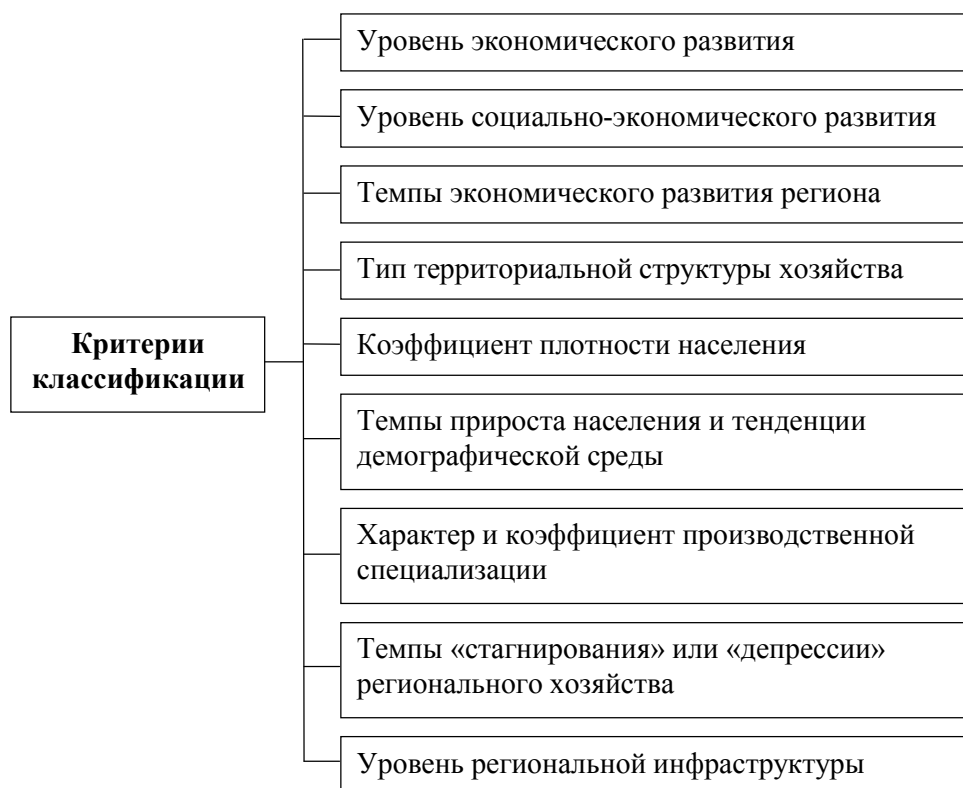 Уровень экономического развития
Уровень социально-экономического развития
Темпы экономического развития региона
Тип территориальной структуры хозяйства
Критерии
классификации
Коэффициент плотности населения
Темпы прироста населения и тенденции
демографической среды
Характер и коэффициент производственной
специализации
Темпы «стагнирования» или «депрессии»
регионального хозяйства
Уровень региональной инфраструктуры